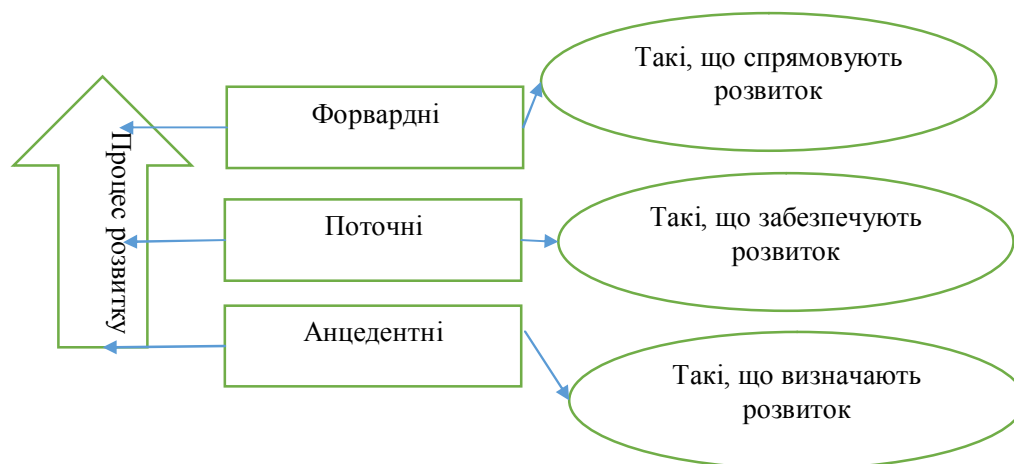 Такі, що спрямовують
розвиток
Форвардні
Процес розвитку
Поточні
Такі, що забезпечують
розвиток
Анцедентні
Такі, що визначають
розвиток